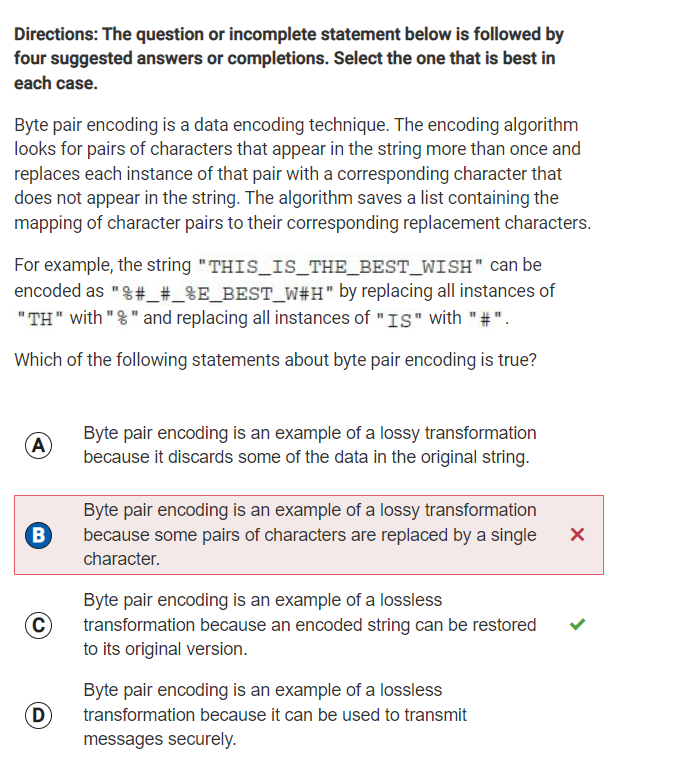 Directions: The question or incomplete statement below is followed by
four suggested answers or completions. Select the one that is best in
each case.
Byte pair encoding is a data encoding technique. The encoding algorithm
looks for pairs of characters that appear in the string more than once and
replaces each instance of that pair with a corresponding character that
does not appear in the string. The algorithm saves a list containing the
mapping of character pairs to their corresponding replacement characters.
For example, the string "THIS_IS_THE_BEST_WISH" can be
encoded as "%#_#_%E_BEST_W#H" by replacing all instances of
"TH" with "%" and replacing all instances of "IS" with "#".
Which of the following statements about byte pair encoding is true?
A
Byte pair encoding is an example of a lossy transformation
because it discards some of the data in the original string.
B
Byte pair encoding is an example of a lossy transformation
because some pairs of characters are replaced by a single
character.
C
Byte pair encoding is an example of a lossless
transformation because an encoded string can be restored
to its original version.
D
Byte pair encoding is an example of a lossless
transformation because it can be used to transmit
messages securely.